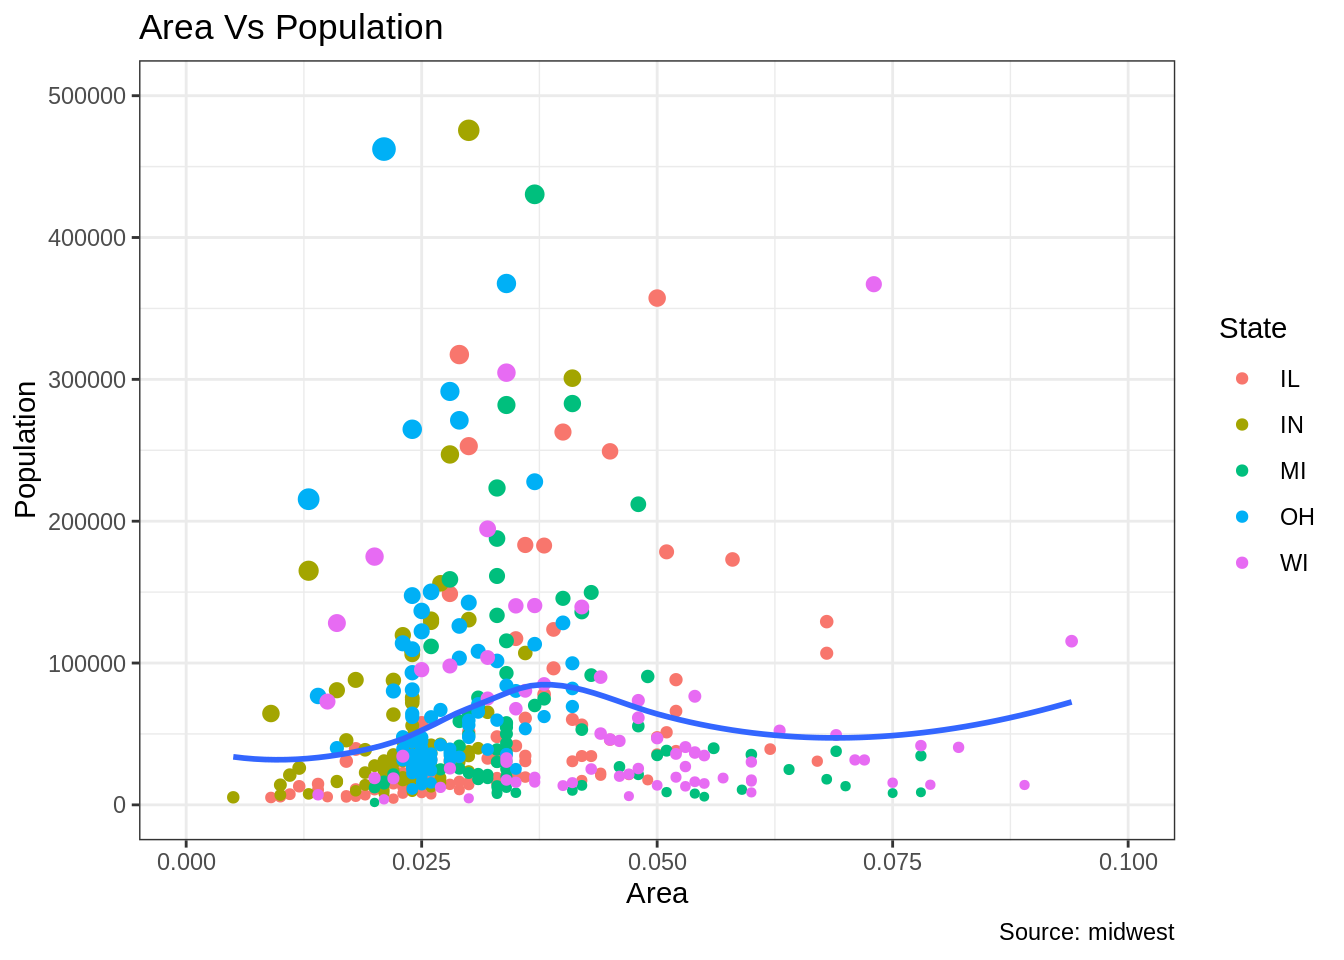 Area Vs Population
Population
500000
400000
300000
200000
100000
0
0.000 0.025 0.050 0.075 0.100
Area
State
IL
IN
MI
OH
WI
Source: midwest